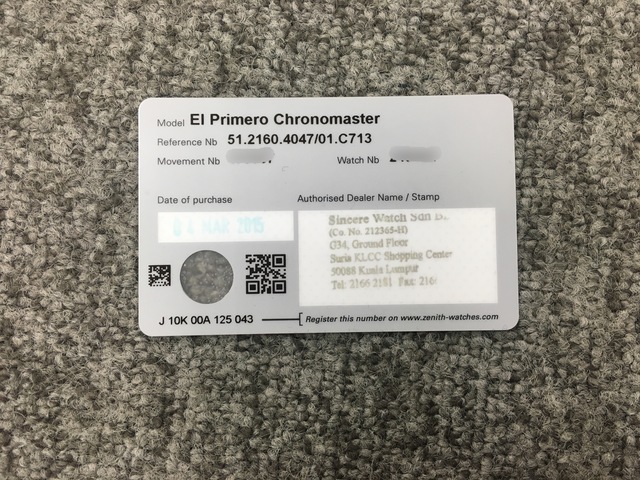 Model El Primero Chronomaster
Reference Nb 51.2160.4047/01.C713
Movement Nb
Watch Nb
Date of purchase
Authorised Dealer Name / Stamp
04 MAR 2015
Sincere Watch Sdn
(Co. No. 212365-H)
G34, Ground Floor
Suria KLCC Shopping Center
50088 Kuala Lumpur
Tel: 2166 2181 Fax: 216
J 10K 00A 125 043
Register this number on www.zenith-watches.com